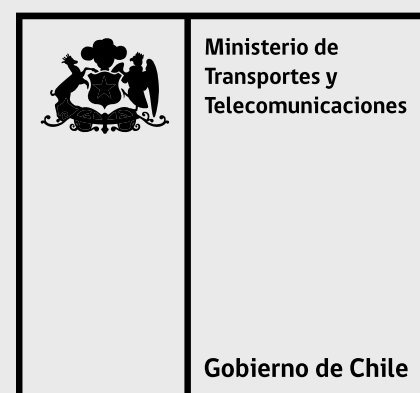 Ministerio de
Transportes y
Telecomunicaciones
Gobierno de Chile